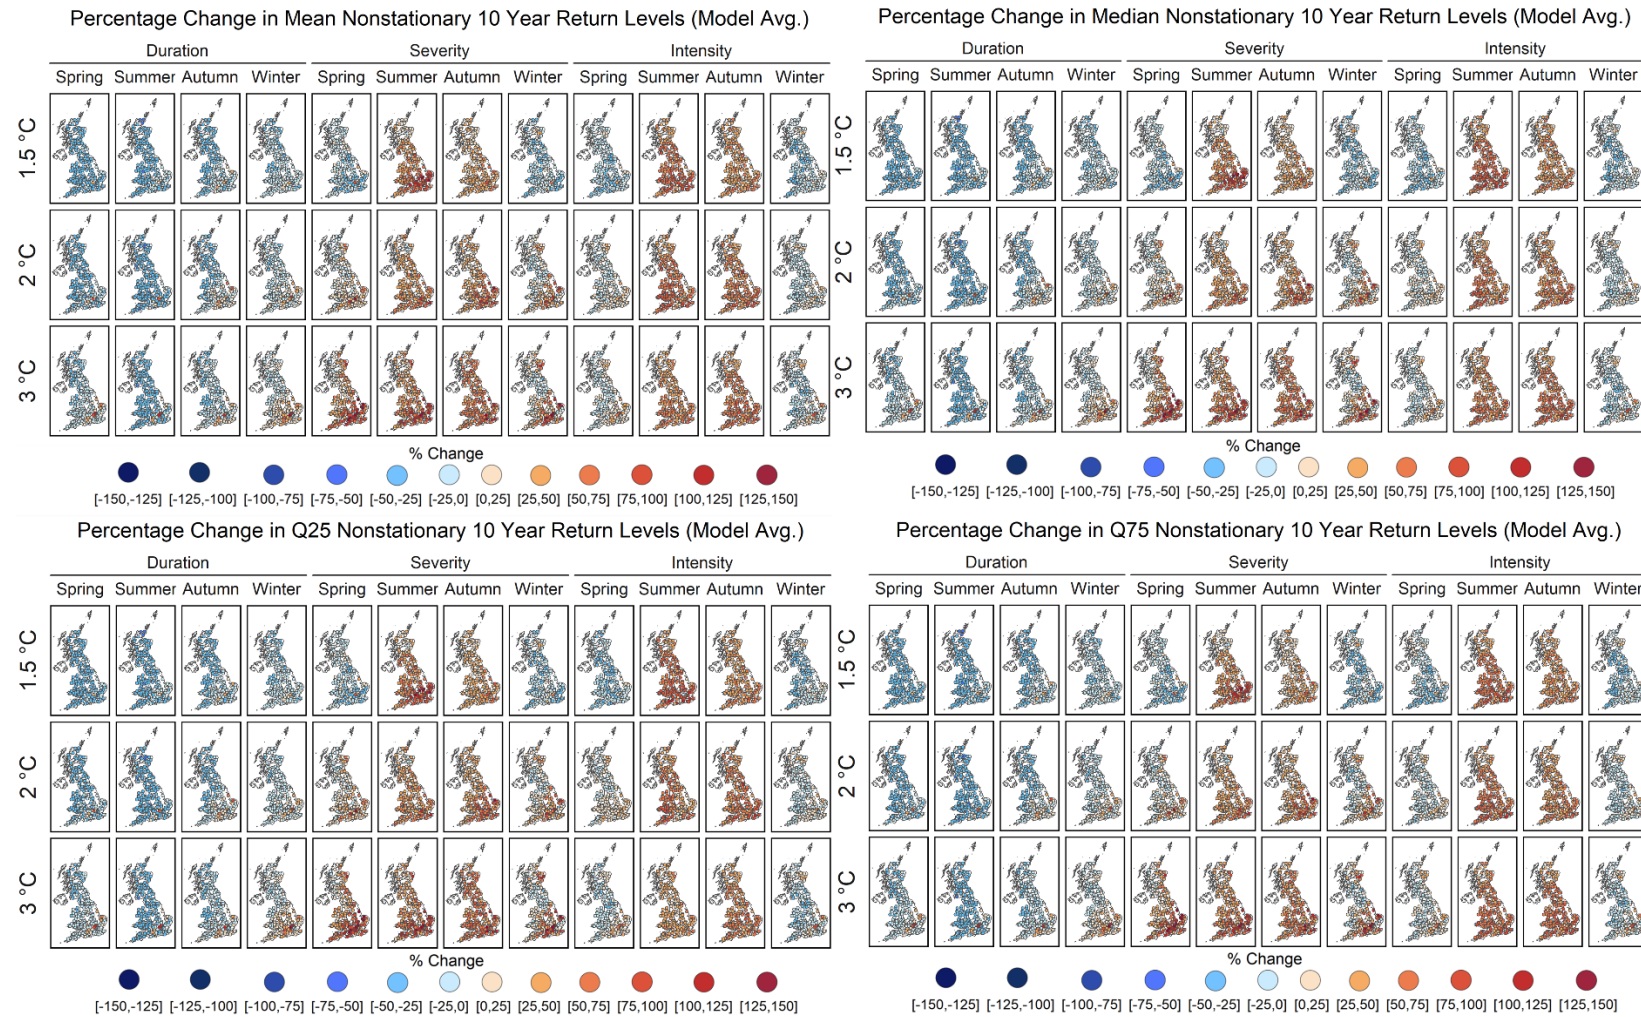 Percentage Change in Mean Nonstationary 10 Year Return Levels (Model Avg.)
Duration Severity Intensity
Spring Summer Autumn Winter Spring Summer Autumn Winter Spring Summer Autumn Winter
1.5 °C
2 °C
3 °C
% Change
[-150,-125] [-125,-100] [-100,-75] [-75,-50] [-50,-25] [-25,0] [0,25] [25,50] [50,75] [75,100] [100,125] [125,150]
Percentage Change in Median Nonstationary 10 Year Return Levels (Model Avg.)
Duration Severity Intensity
Spring Summer Autumn Winter Spring Summer Autumn Winter Spring Summer Autumn Winter
1.5 °C
2 °C
3 °C
% Change
[-150,-125] [-125,-100] [-100,-75] [-75,-50] [-50,-25] [-25,0] [0,25] [25,50] [50,75] [75,100] [100,125] [125,150]
Percentage Change in Q25 Nonstationary 10 Year Return Levels (Model Avg.)
Duration Severity Intensity
Spring Summer Autumn Winter Spring Summer Autumn Winter Spring Summer Autumn Winter
1.5 °C
2 °C
3 °C
% Change
[-150,-125] [-125,-100] [-100,-75] [-75,-50] [-50,-25] [-25,0] [0,25] [25,50] [50,75] [75,100] [100,125] [125,150]
Percentage Change in Q75 Nonstationary 10 Year Return Levels (Model Avg.)
Duration Severity Intensity
Spring Summer Autumn Winter Spring Summer Autumn Winter Spring Summer Autumn Winter
1.5 °C
2 °C
3 °C
% Change
[-150,-125] [-125,-100] [-100,-75] [-75,-50] [-50,-25] [-25,0] [0,25] [25,50] [50,75] [75,100] [100,125] [125,150]